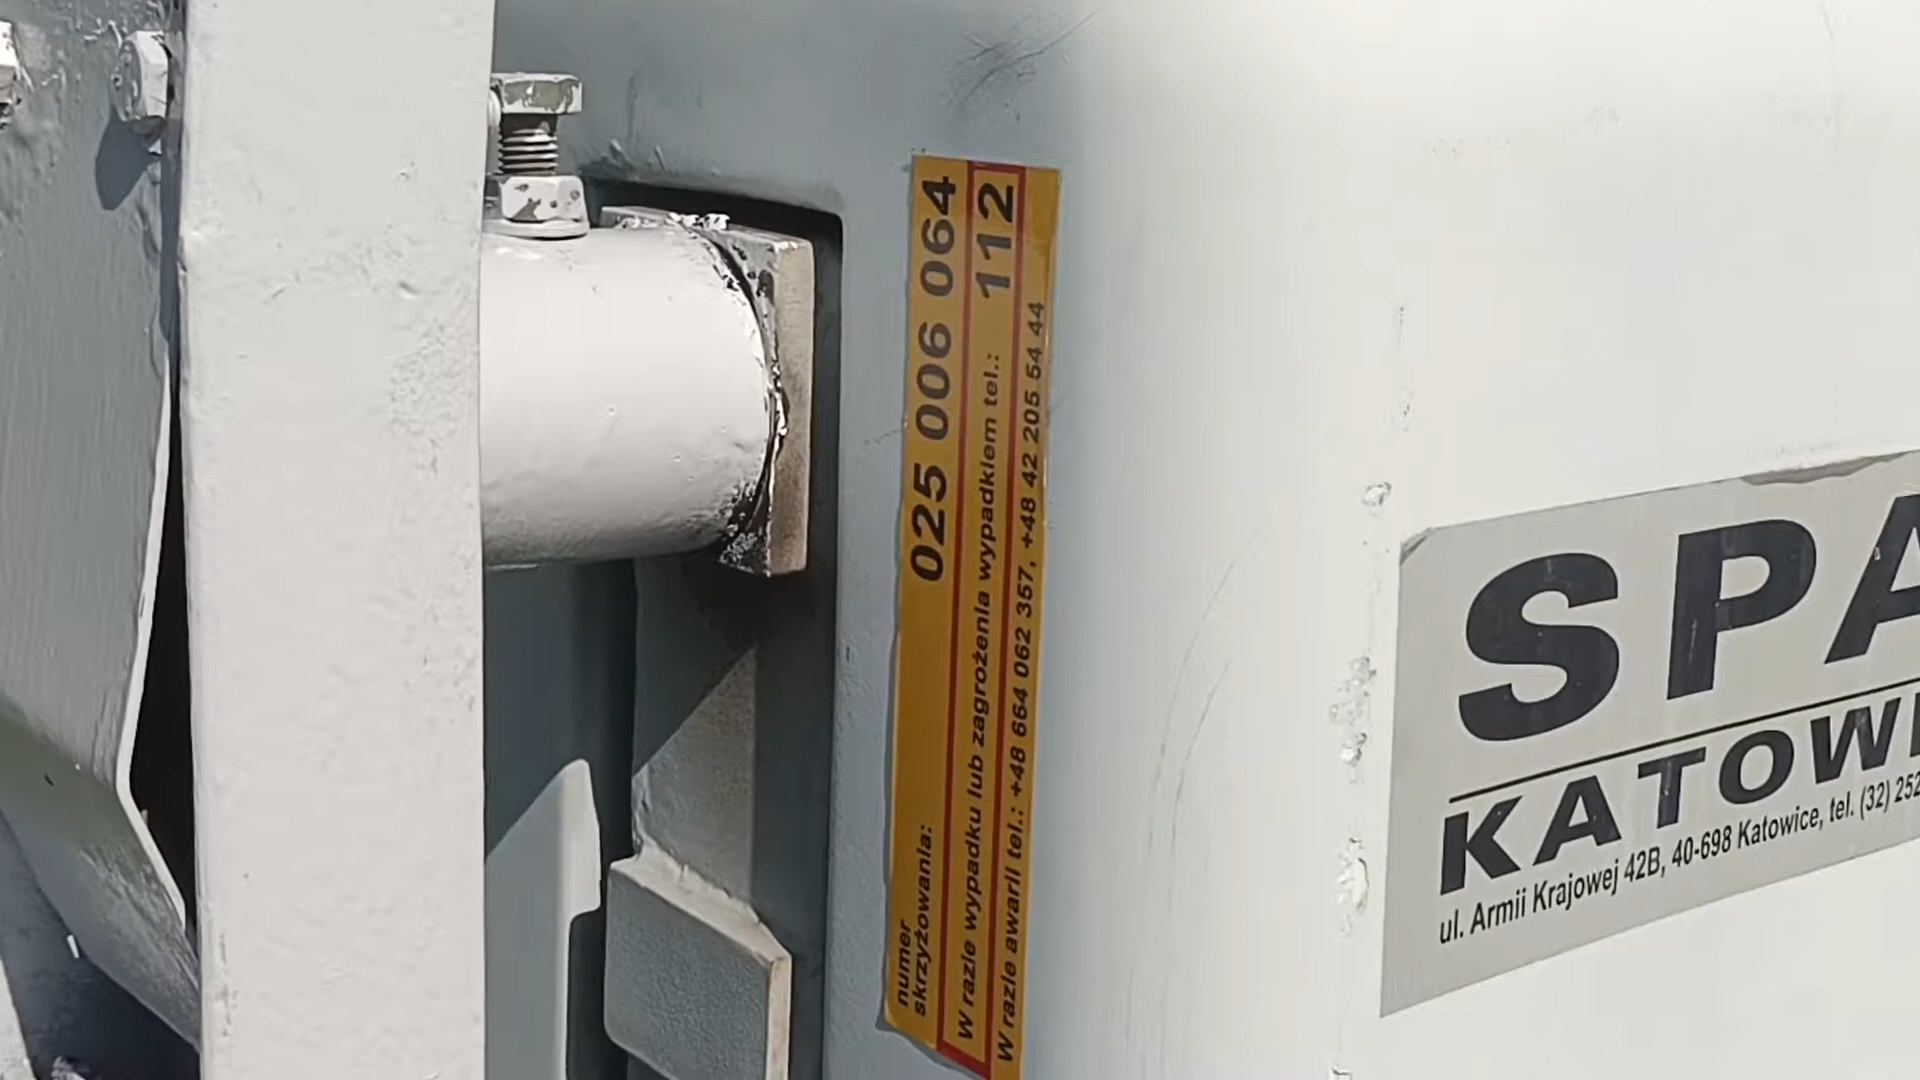 numer
skrzyżowania:
025 006 064
W razie wypadku lub zagrożenia wypadkiem tel.: 112
W razie awarii tel.: +48 664 062 357, +48 42 205 54 44
SPA
KATOWI
ul. Armii Krajowej 42B, 40-698 Katowice, tel. (32) 252